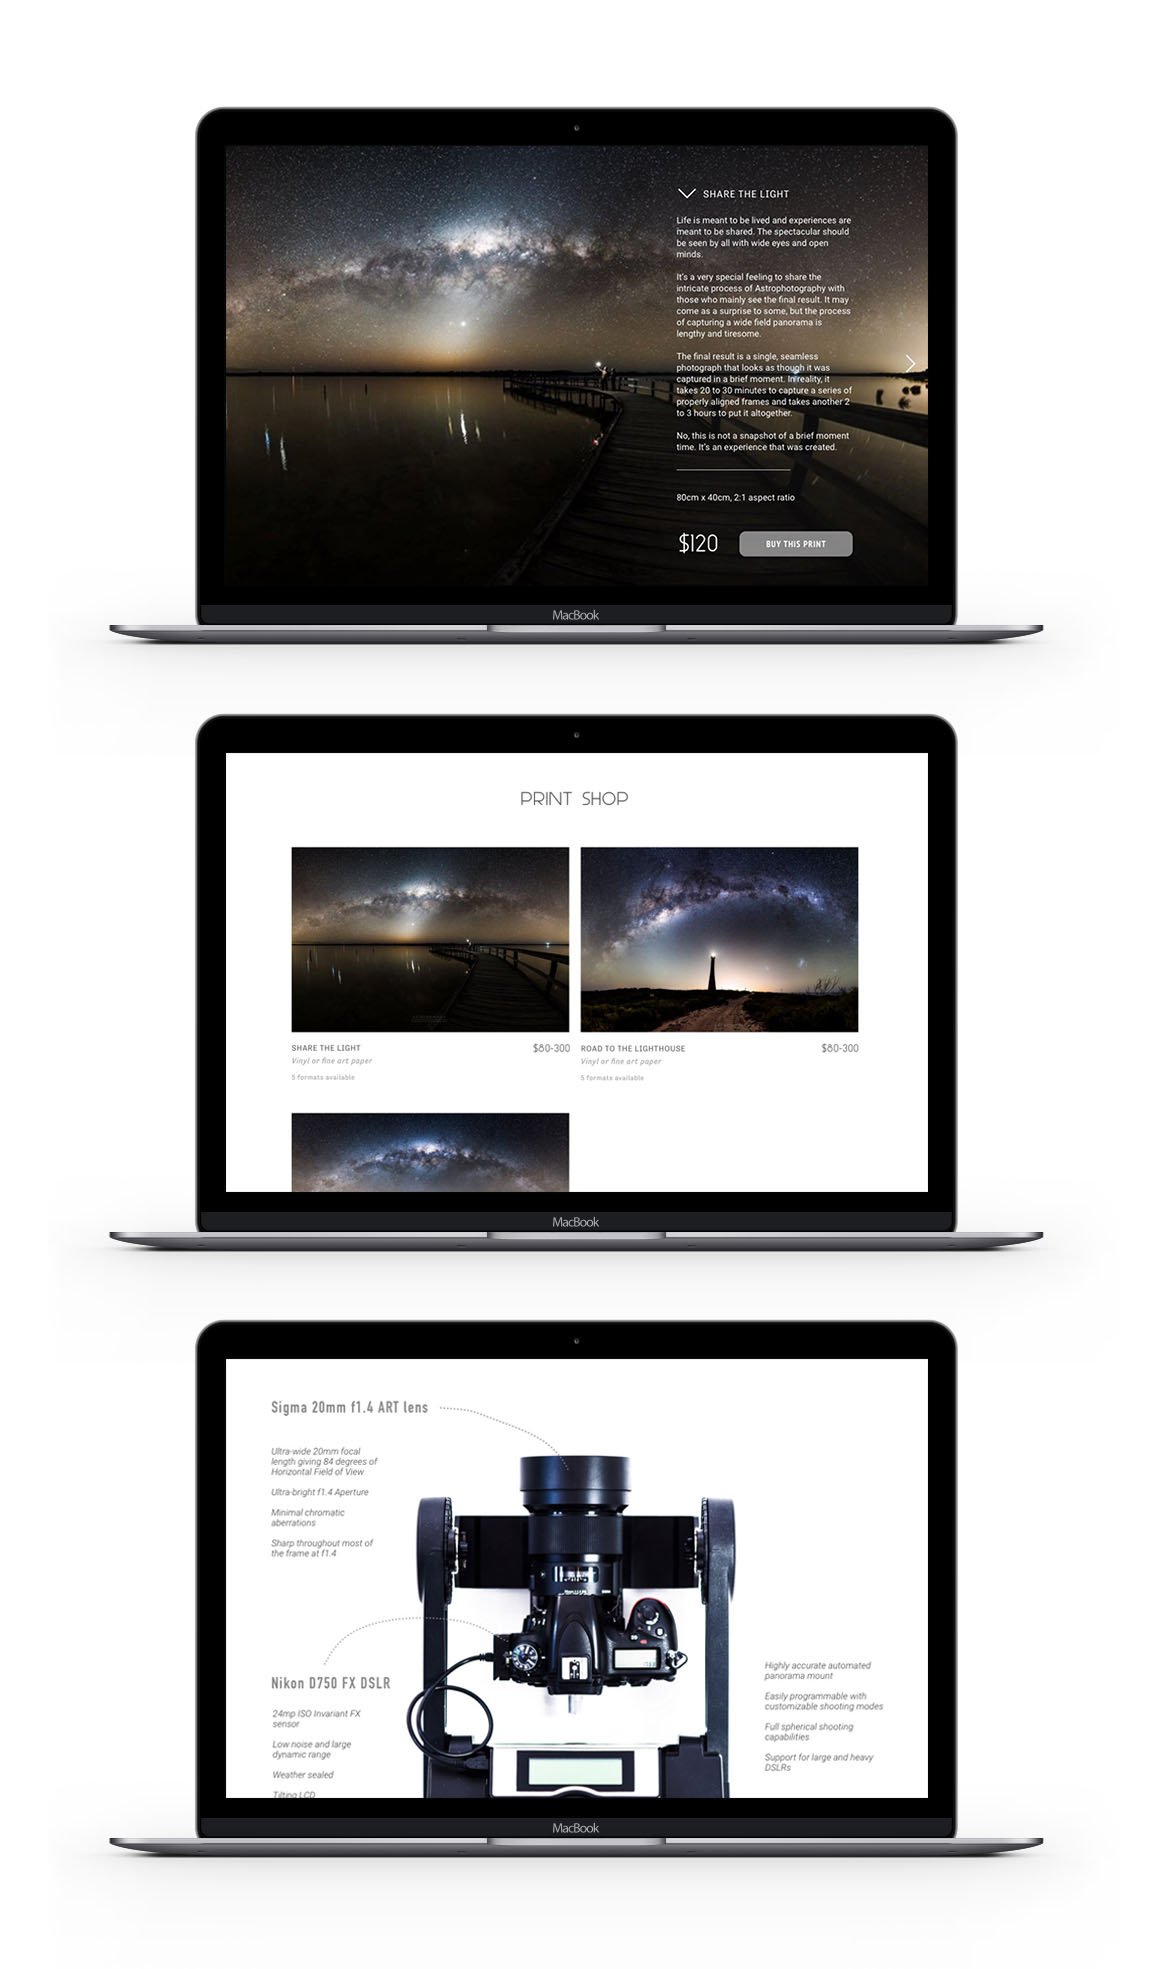 SHARE THE LIGHT
Life is meant to be lived and experiences are
meant to be shared. The spectacular should
be seen by all with wide eyes and open
minds.
It's a very special feeling to share the
intricate process of Astrophotography with
those who mainly see the final result. It may
come as a surprise to some, but the process
of capturing a wide field panorama is
lengthy and tiresome.
The final result is a single, seamless
photograph that looks as though it was
captured in a brief moment. In reality, it
takes 20 to 30 minutes to capture a series of
properly aligned frames and takes another 2
to 3 hours to put it altogether.
No, this is not a snapshot of a brief moment
time. It's an experience that was created.
80cm x 40cm, 2:1 aspect ratio
$120 BUY THIS PRINT
MacBook
PRINT SHOP
SHARE THE LIGHT $80-300
Vinyl or fine art paper
5 formats available
ROAD TO THE LIGHTHOUSE $80-300
Vinyl or fine art paper
5 formats available
MacBook
Sigma 20mm f1.4 ART lens
Ultra-wide 20mm focal
length giving 84 degrees of
Horizontal Field of View
Ultra-bright f1.4 Aperture
Minimal chromatic
aberrations
Sharp throughout most of
the frame at f1.4
Nikon D750 FX DSLR
24mp ISO Invariant FX
sensor
Low noise and large
dynamic range
Weather sealed
Tilting LCD
Highly accurate automated
panorama mount
Easily programmable with
customizable shooting modes
Full spherical shooting
capabilities
Support for large and heavy
DSLRs
MacBook